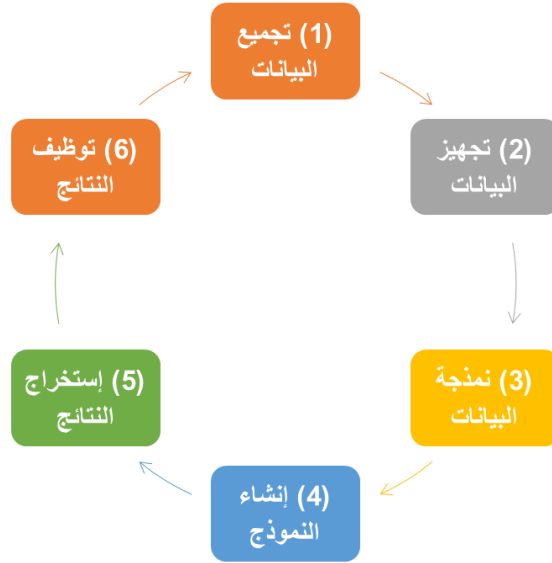 (1) تجميع
البيانات
(2) تجهيز
البيانات
(3) نمذجة
البيانات
(4) إنشاء
النموذج
(5) إستخراج
النتائج
(6) توظيف
النتائج